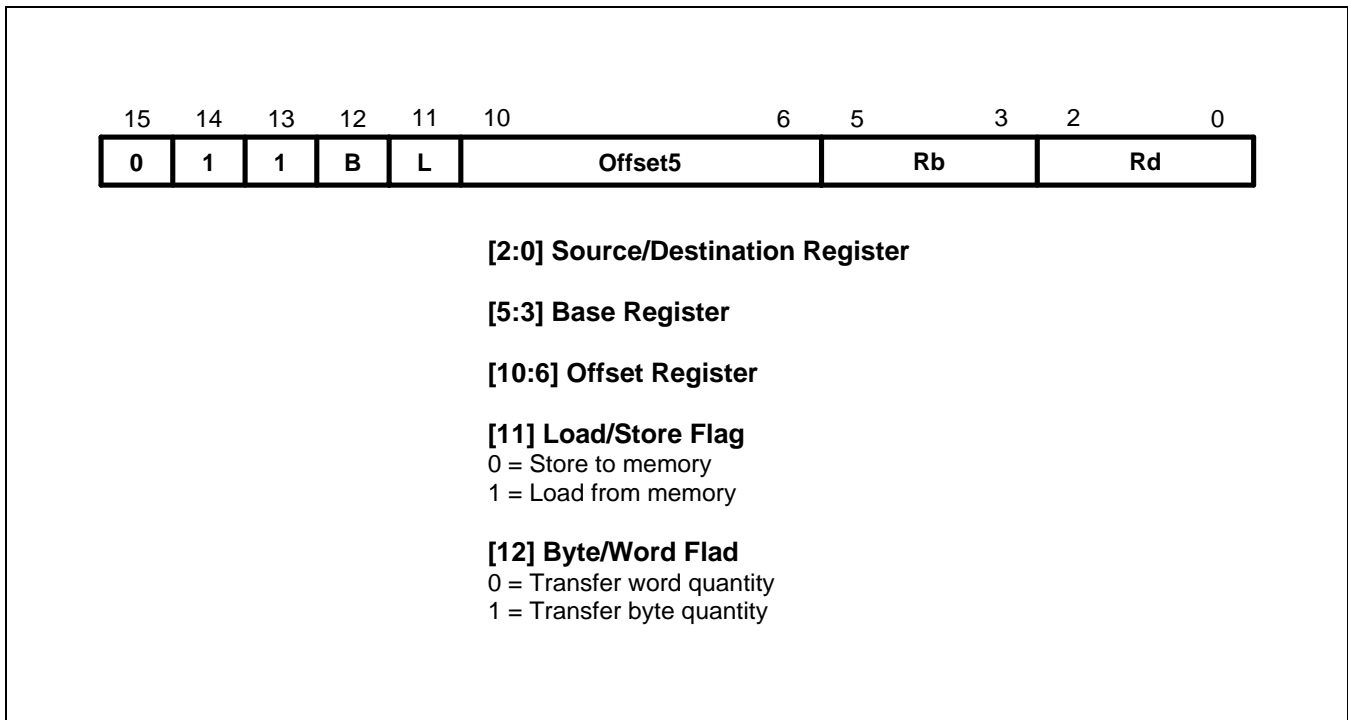 15 14 13 12 11 10 6 5 3 2 0
0 1 1 B L Offset5 Rb Rd
[2:0] Source/Destination Register
[5:3] Base Register
[10:6] Offset Register
[11] Load/Store Flag
0 = Store to memory
1 = Load from memory
[12] Byte/Word Flad
0 = Transfer word quantity
1 = Transfer byte quantity